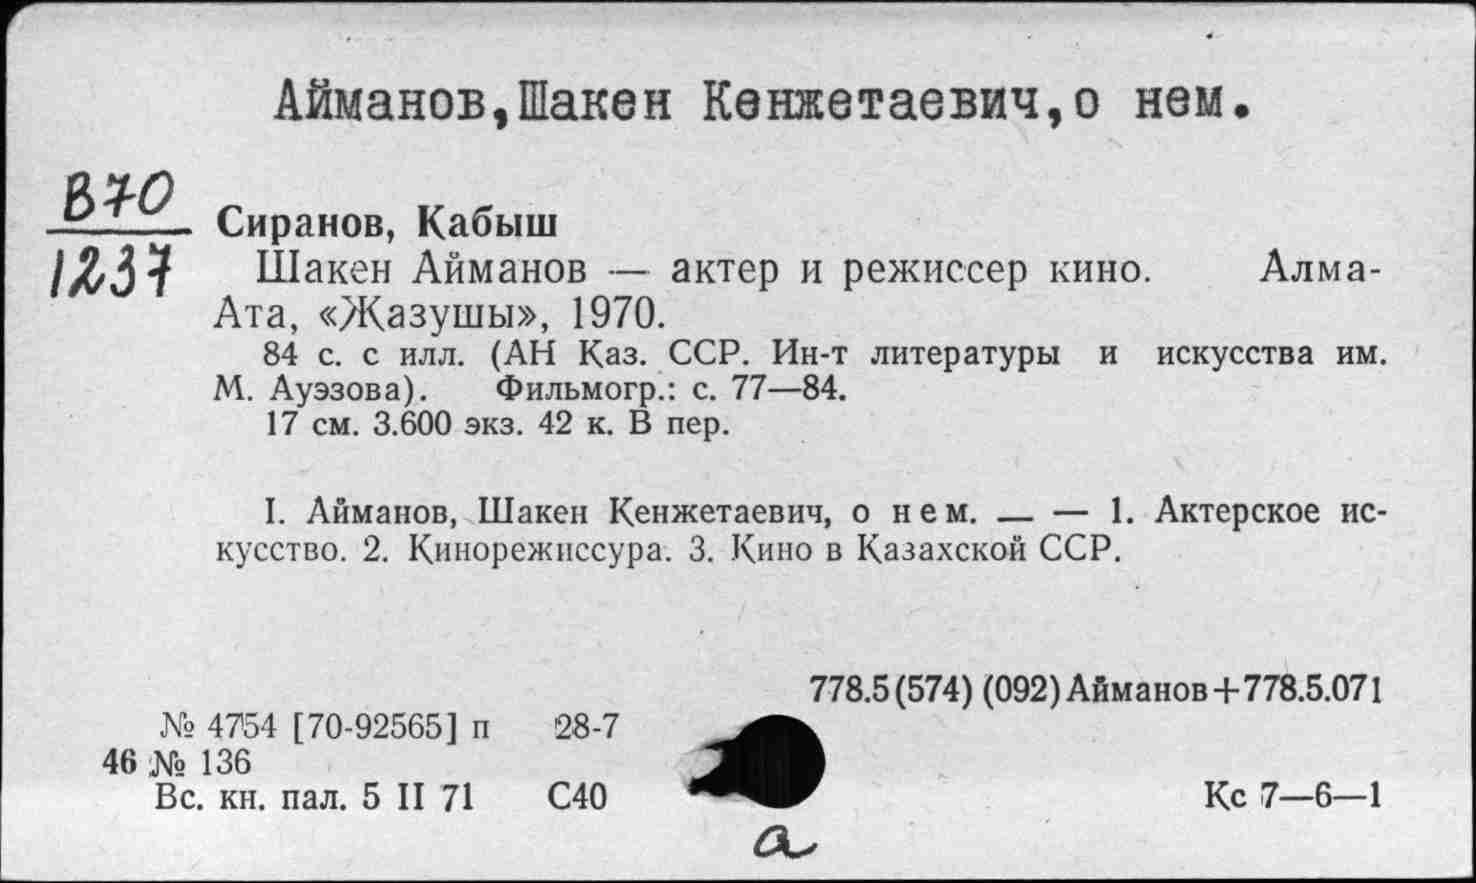 Айманов,Шакен Кенжетаевич,о нем.
В70
1237
Сиранов, Кабыш
Шакен Айманов — актер и режиссер кино. Алма-
Ата, «Жазушы», 1970.
84 с. с илл. (АН Каз. ССР. Ин-т литературы и искусства им.
М. Ауэзова). Фильмогр.: с. 77—84.
17 см. 3.600 экз. 42 к. В пер.
I. Айманов, Шакен Кенжетаевич, о нем. — — 1. Актерское ис-
кусство. 2. Кинорежиссура. 3. Кино в Казахской ССР.
778.5(574) (092)Айманов+778.5.071
№ 4754 [70-92565] п 28-7
46 № 136
Вс. кн. пал. 5 II 71 С40
Кс 7—6—1
а